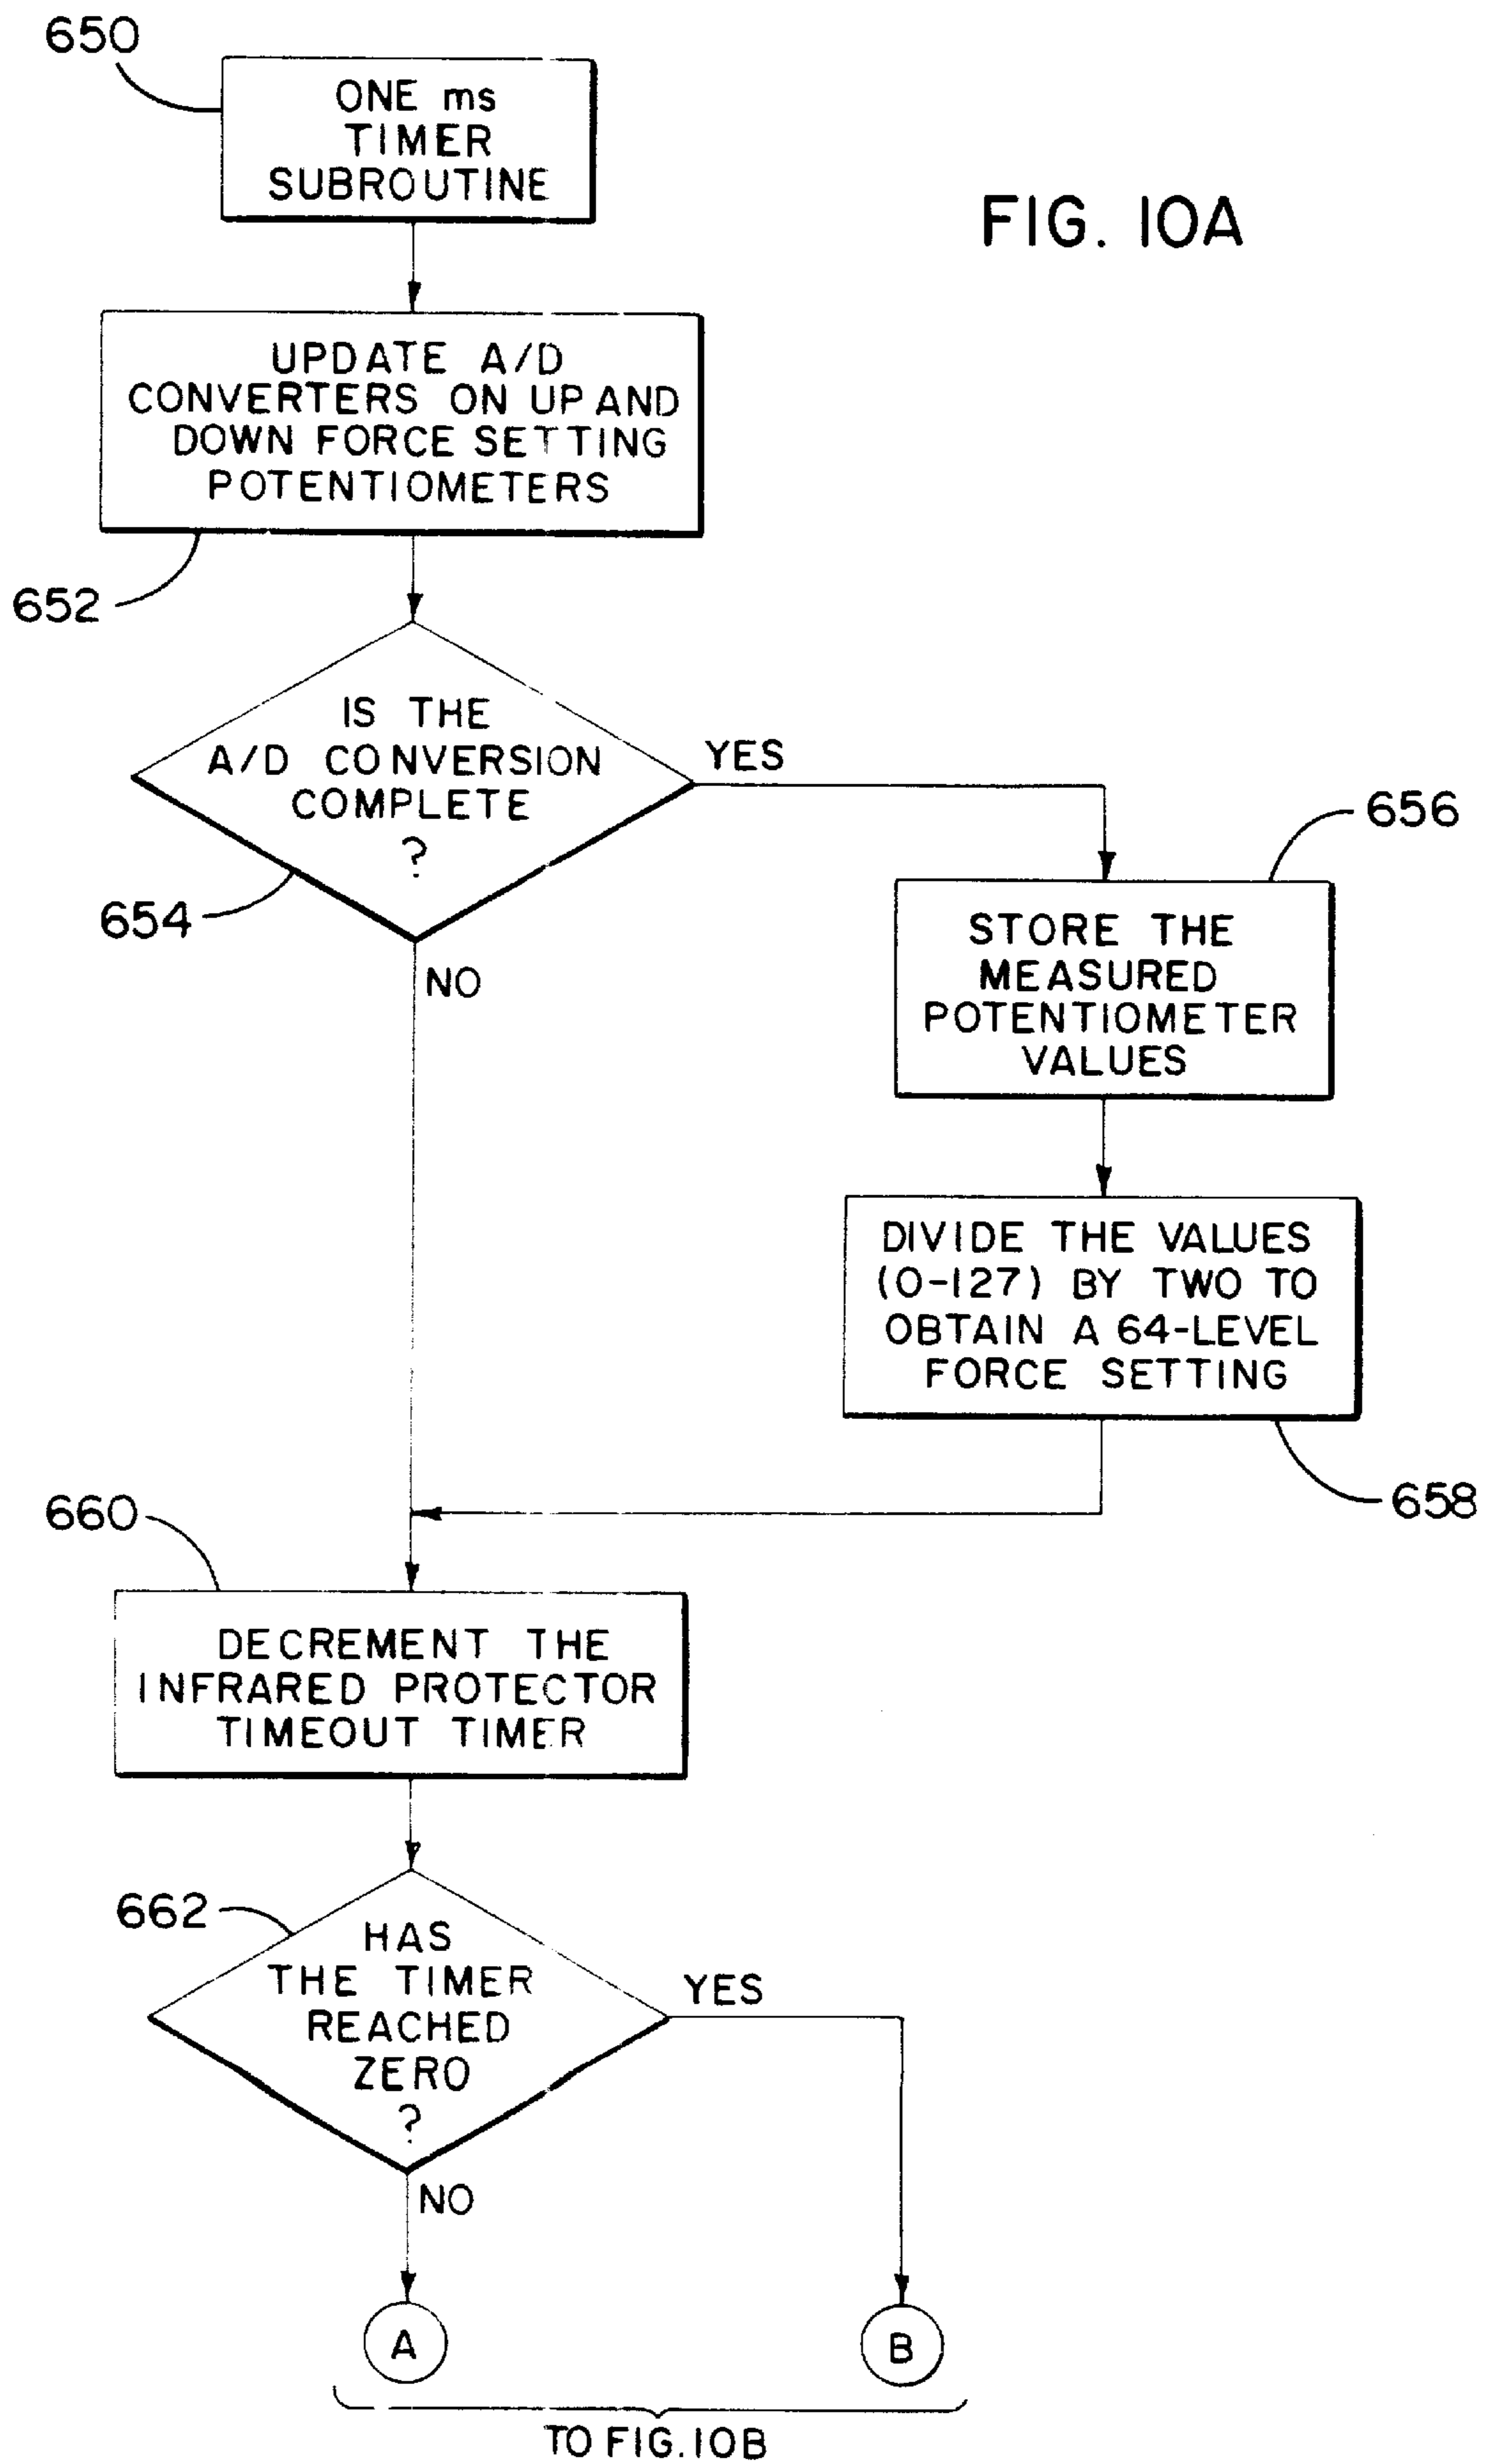 650
ONE ms
TIMER
SUBROUTINE
FIG. 10A
UPDATE A/D
CONVERTERS ON UP AND
DOWN FORCE SETTING
POTENTIOMETERS
652
IS THE
A/D CONVERSION
COMPLETE
?
YES
654
NO
656
STORE THE
MEASURED
POTENTIOMETER
VALUES
DIVIDE THE VALUES
(0-127) BY TWO TO
OBTAIN A 64-LEVEL
FORCE SETTING
658
660
DECREMENT THE
INFRARED PROTECTOR
TIMEOUT TIMER
662
HAS
THE TIMER
REACHED
ZERO
?
YES
NO
A
B
TO FIG. 10B